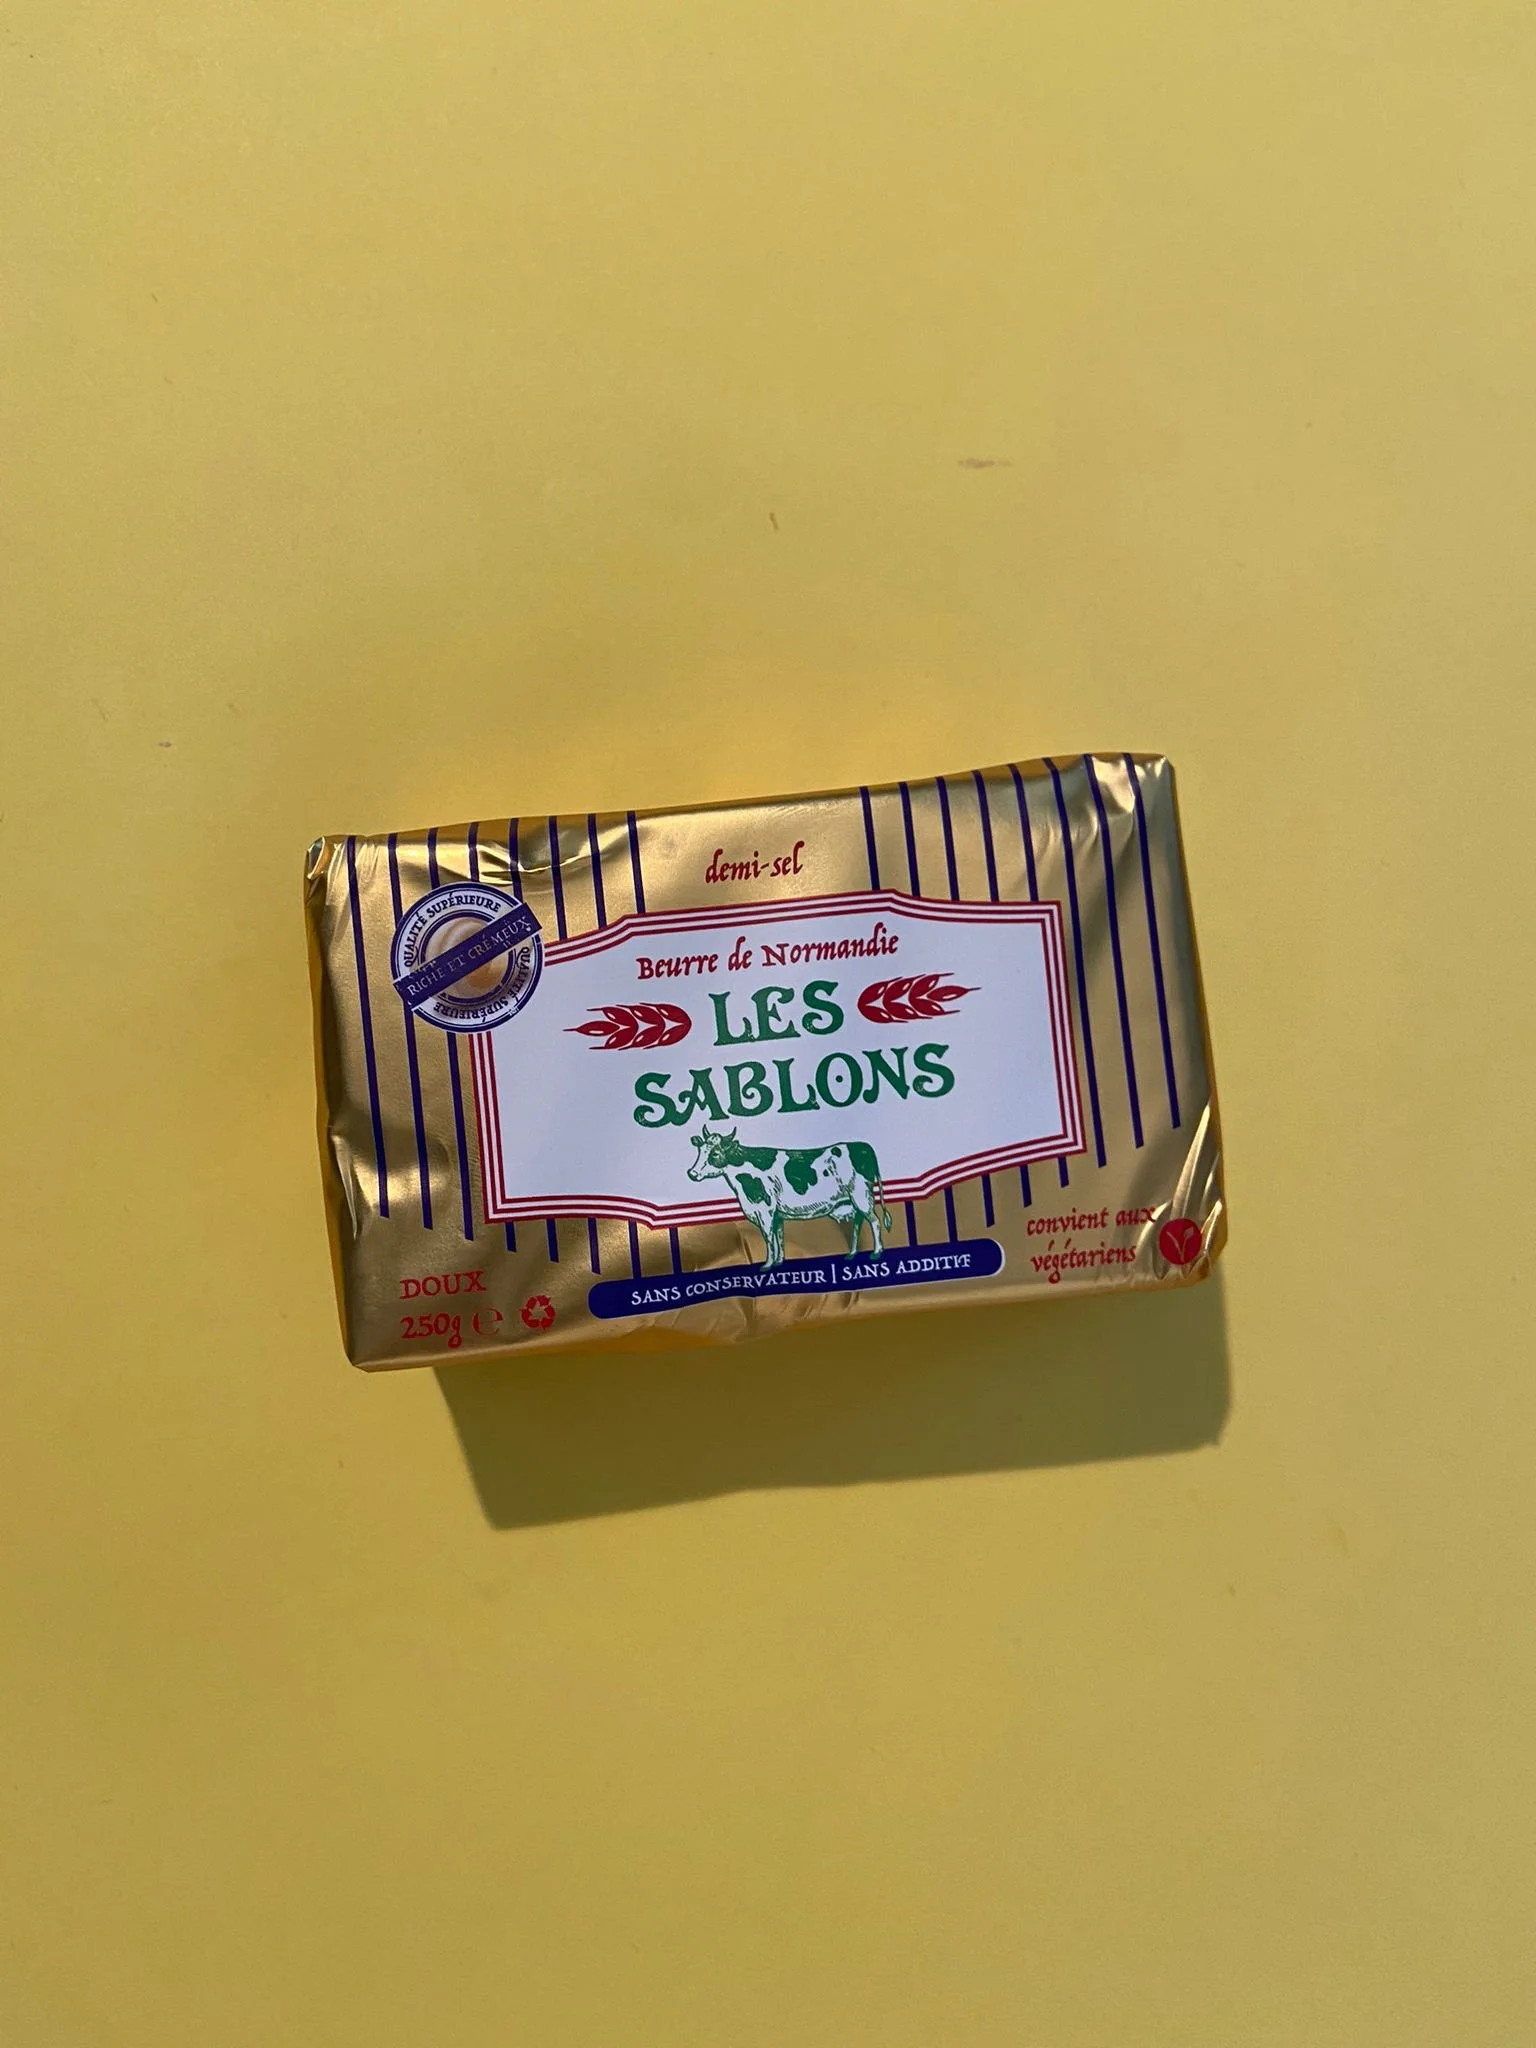 demi-sel
QUALITÉ SUPÉRIEURE
RICHE ET CRÉMEUX
QUALITÉ SUPÉRIEURE
Beurre de Normandie
LES
SABLONS
convient aux
végétariens
SANS CONSERVATEUR | SANS ADDITIF
DOUX
250g ℮